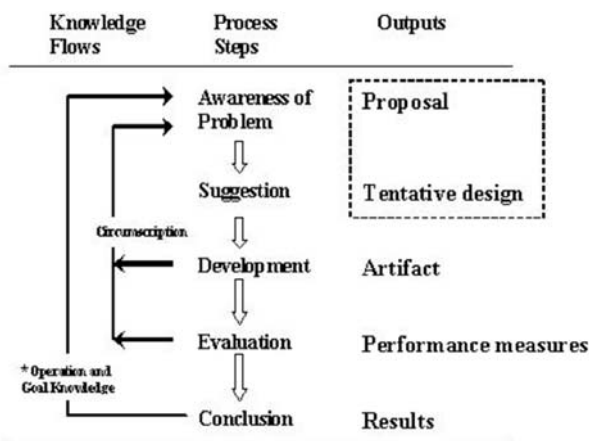 Knowledge Flows
Process Steps
Outputs
Awareness of Problem
Proposal
Suggestion
Tentative design
Circumscription
Development
Artifact
Evaluation
Performance measures
* Operation and Goal Knowledge
Conclusion
Results